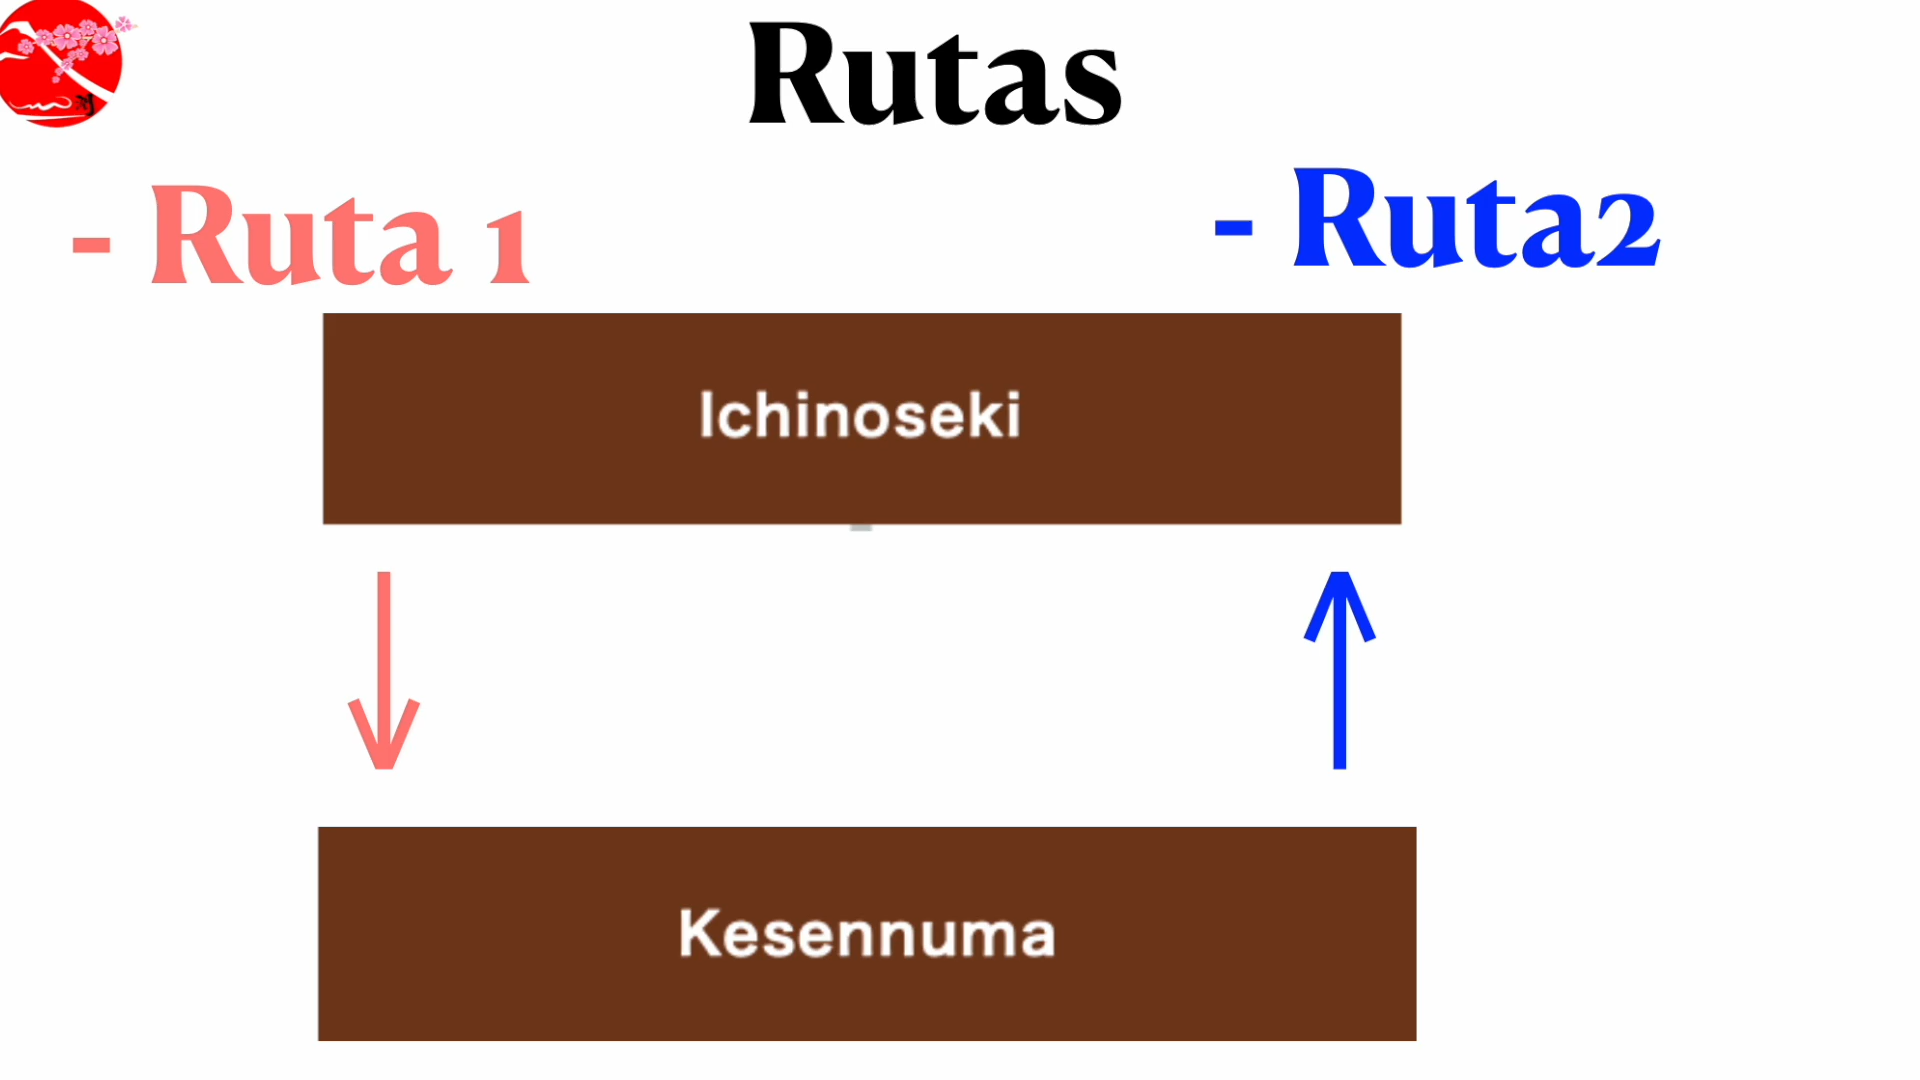 Rutas
- Ruta 1
- Ruta2
Ichinoseki
Kesennuma